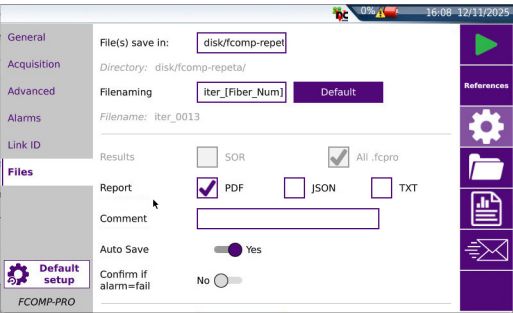 0% 16:08 12/11/2025
General
Acquisition
Advanced
Alarms
Link ID
Files
Default
setup
FCOMP-PRO
File(s) save in: disk/fcomp-repet
Directory: disk/fcomp-repeta/
Filenaming iter_[Fiber_Num] Default
Filename: iter_0013
Results SOR All .fcpro
Report PDF JSON TXT
Comment
Auto Save Yes
Confirm if
alarm=fail No
References